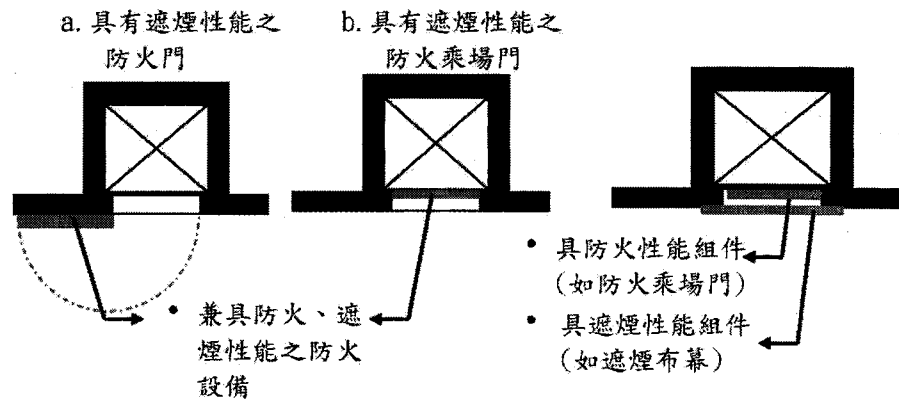 a. 具有遮煙性能之
防火門
b. 具有遮煙性能之
防火乘場門
• 兼具防火、遮
煙性能之防火
設備
• 具防火性能組件
(如防火乘場門)
• 具遮煙性能組件
(如遮煙布幕)